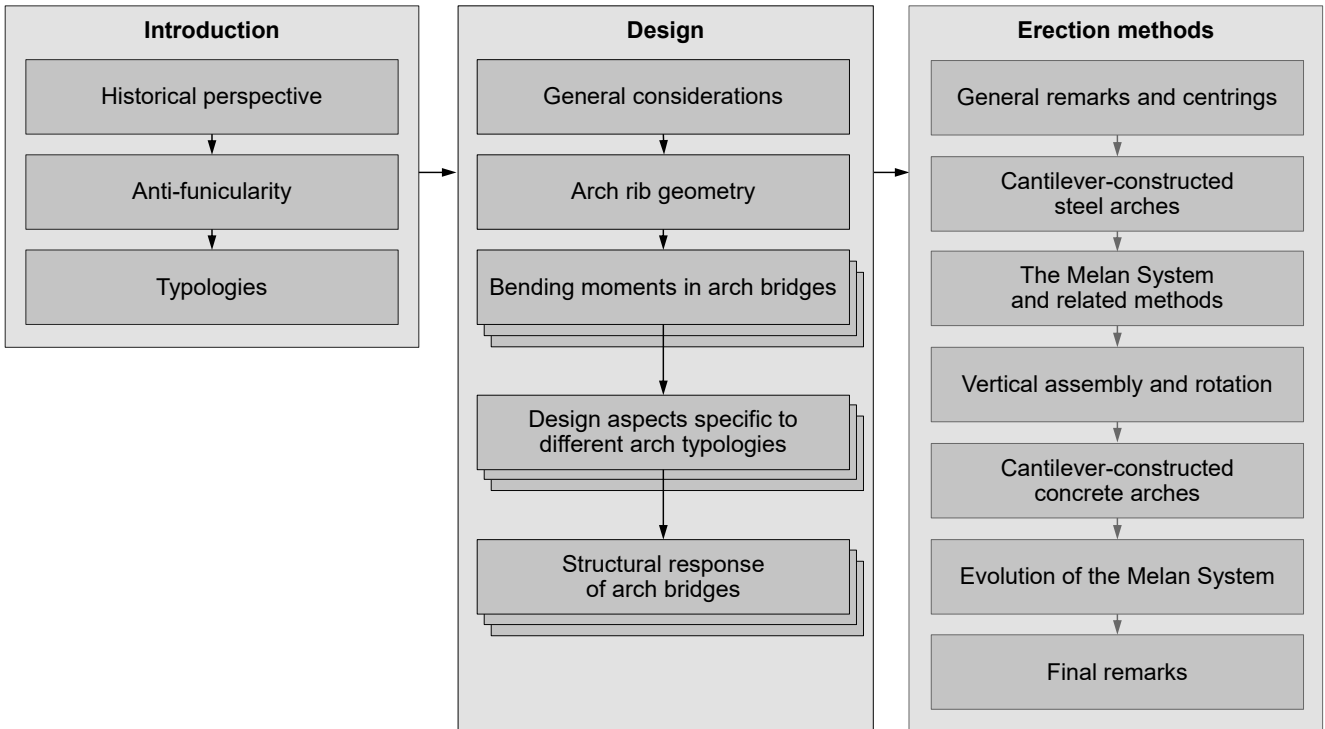 Introduction
Historical perspective
Anti-funicularity
Typologies
Design
General considerations
Arch rib geometry
Bending moments in arch bridges
Design aspects specific to
different arch typologies
Structural response
of arch bridges
Erection methods
General remarks and centrings
Cantilever-constructed
steel arches
The Melan System
and related methods
Vertical assembly and rotation
Cantilever-constructed
concrete arches
Evolution of the Melan System
Final remarks